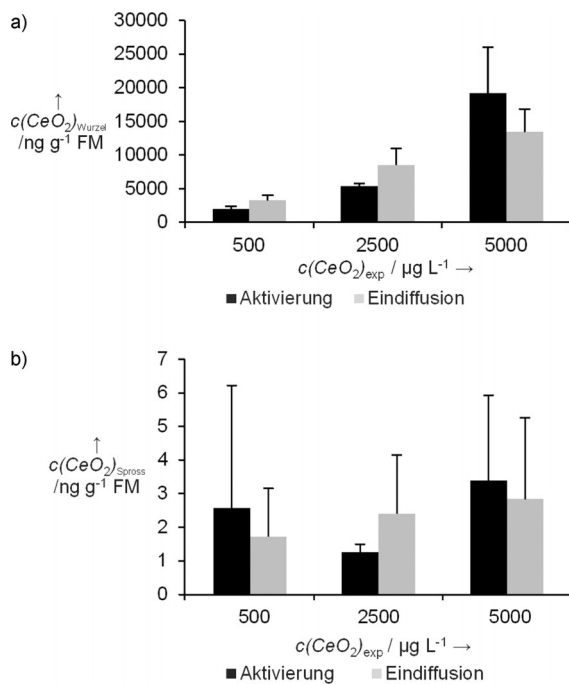 a)
30000
25000
20000
15000
10000
5000
0
↑
c(CeO₂)Wurzel
/ng g⁻¹ FM
500 2500 5000
c(CeO₂)exp / µg L⁻¹ →
Aktivierung Eindiffusion
b)
7
6
5
4
3
2
1
0
↑
c(CeO₂)Spross
/ng g⁻¹ FM
500 2500 5000
c(CeO₂)exp / µg L⁻¹ →
Aktivierung Eindiffusion